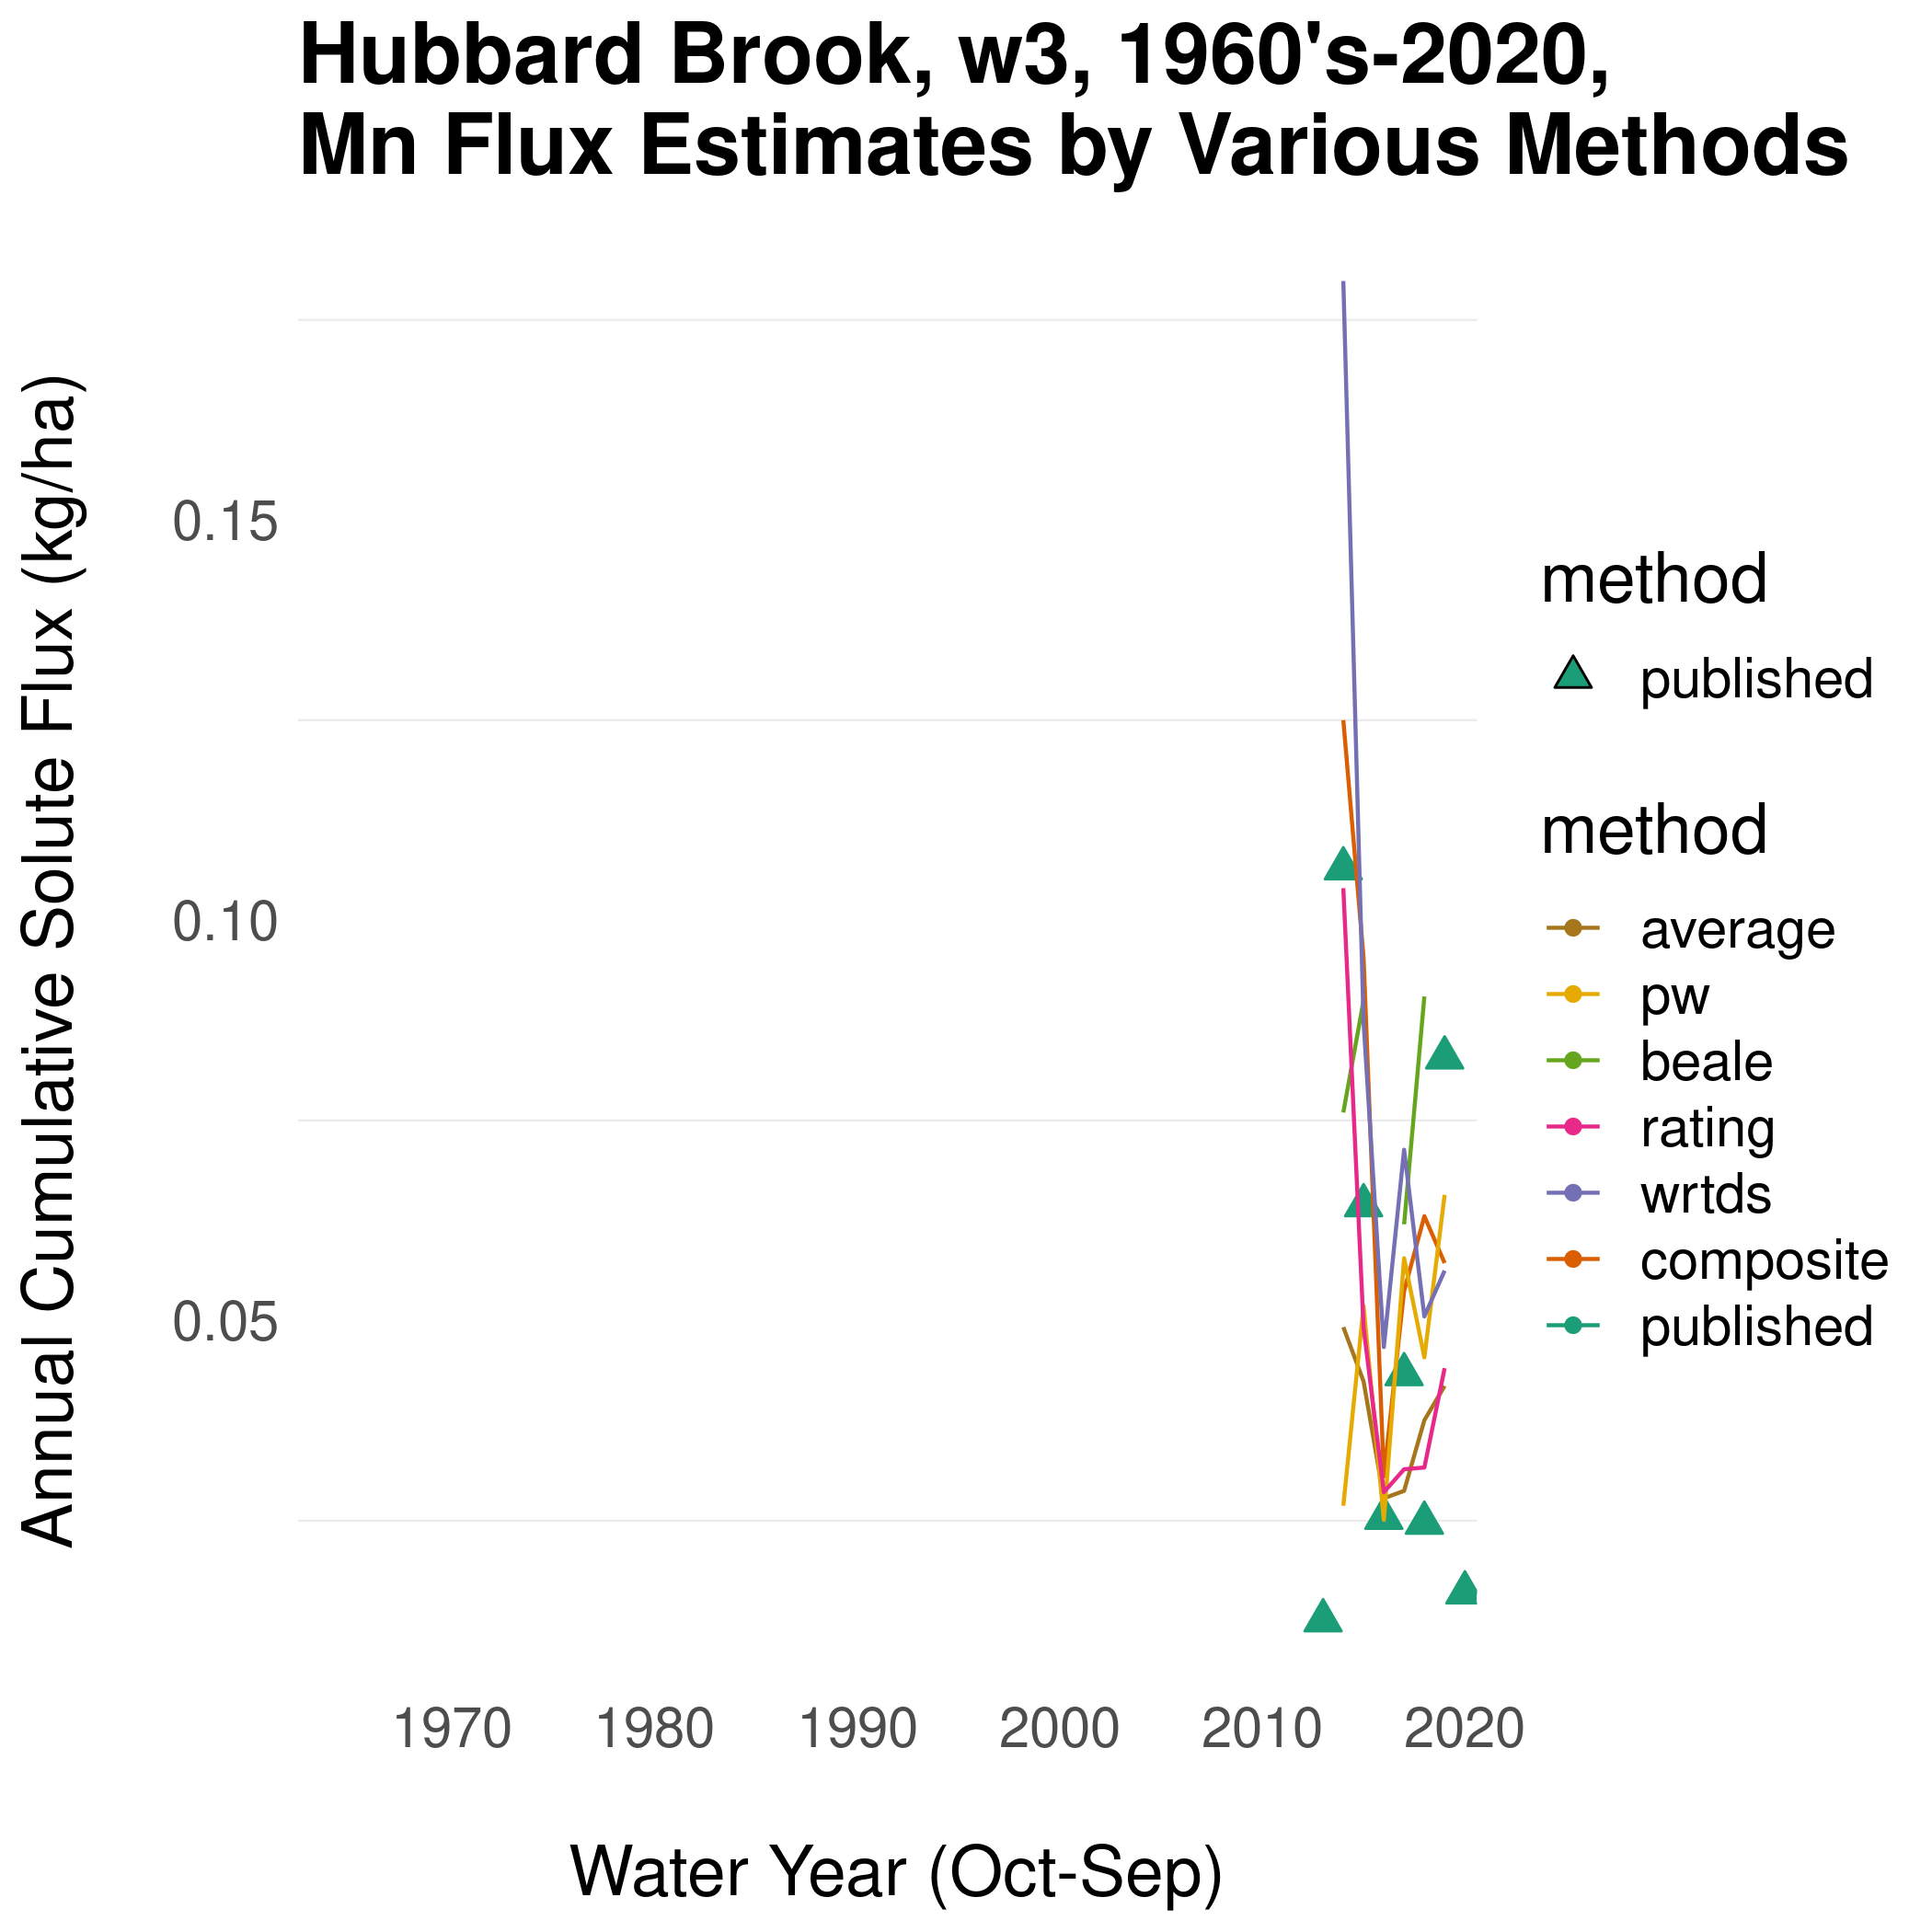 Hubbard Brook, w3, 1960's-2020,
Mn Flux Estimates by Various Methods
Annual Cumulative Solute Flux (kg/ha)
0.15
0.10
0.05
1970
1980
1990
2000
2010
2020
Water Year (Oct-Sep)
method
published
method
average
pw
beale
rating
wrtds
composite
published